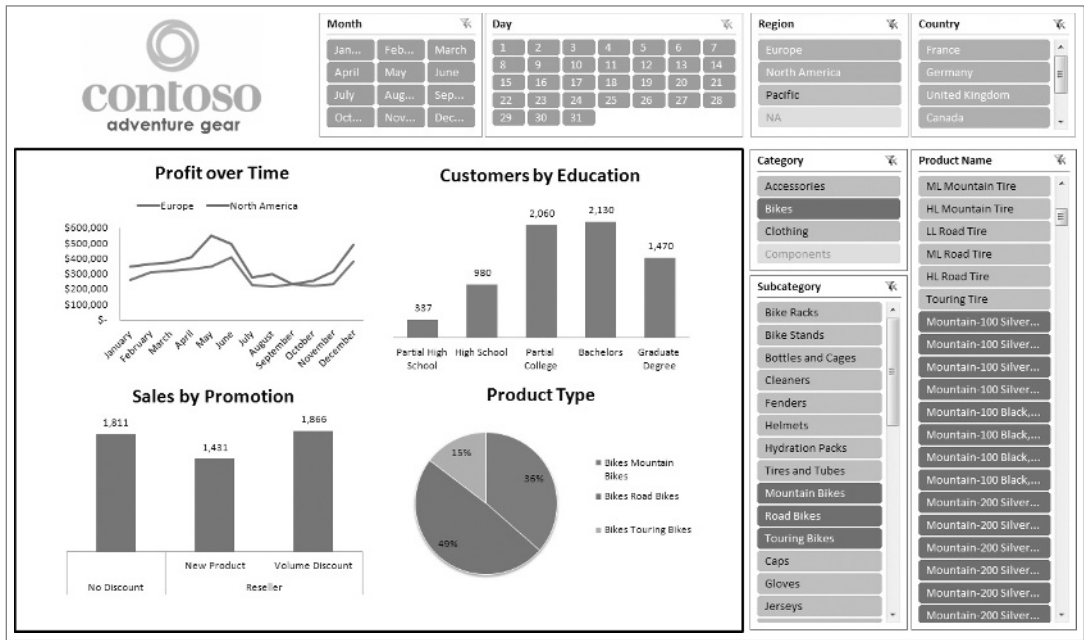 contoso
adventure gear
Month
Jan... Feb... March
April May June
July Aug... Sep...
Oct... Nov... Dec...
Day
1 2 3 4 5 6 7
8 9 10 11 12 13 14
15 16 17 18 19 20 21
22 23 24 25 26 27 28
29 30 31
Region
Europe
North America
Pacific
NA
Country
France
Germany
United Kingdom
Canada
Profit over Time
Europe North America
$600,000
$500,000
$400,000
$300,000
$200,000
$100,000
$-
January
February
March
April
May
June
July
August
September
October
November
December
Customers by Education
337
980
2,060
2,130
1,470
Partial High School
High School
Partial College
Bachelors
Graduate Degree
Sales by Promotion
1,811
1,431
1,866
New Product
Volume Discount
No Discount
Reseller
Product Type
15%
36%
49%
Bikes Mountain Bikes
Bikes Road Bikes
Bikes Touring Bikes
Category
Accessories
Bikes
Clothing
Components
Subcategory
Bike Racks
Bike Stands
Bottles and Cages
Cleaners
Fenders
Helmets
Hydration Packs
Tires and Tubes
Mountain Bikes
Road Bikes
Touring Bikes
Caps
Gloves
Jerseys
Product Name
ML Mountain Tire
HL Mountain Tire
LL Road Tire
ML Road Tire
HL Road Tire
Touring Tire
Mountain-100 Silver...
Mountain-100 Silver...
Mountain-100 Silver...
Mountain-100 Silver...
Mountain-100 Black,...
Mountain-100 Black,...
Mountain-100 Black,...
Mountain-100 Black,...
Mountain-200 Silver...
Mountain-200 Silver...
Mountain-200 Silver...
Mountain-200 Silver...
Mountain-200 Silver...
Mountain-200 Silver...